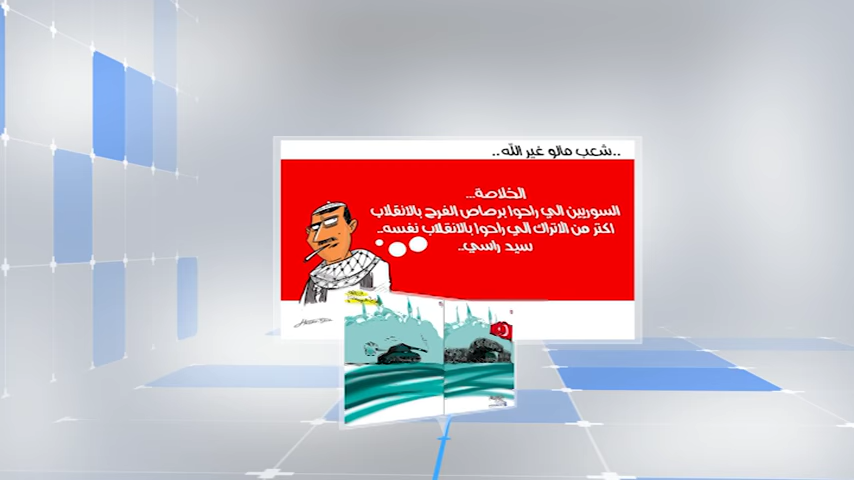 ..شعب مالو غير الله..
الخلاصة...
السوريين الي راحوا برصاص الفرح بالانقلاب
اكتر من الأتراك الي راحوا بالانقلاب نفسه..
سيد راسي..